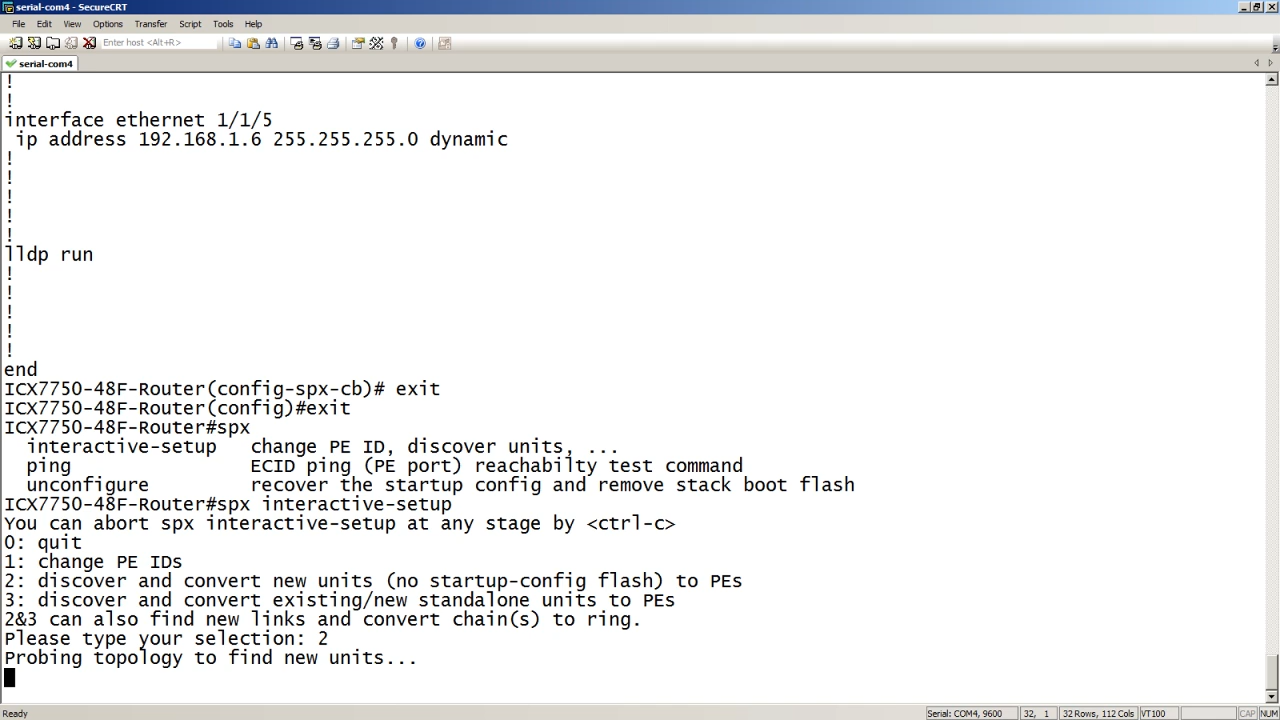 serial-com4 - SecureCRT
File Edit View Options Transfer Script Tools Help
Enter host <Alt+R>
serial-com4
!
!
interface ethernet 1/1/5
 ip address 192.168.1.6 255.255.255.0 dynamic
!
!
!
!
!
lldp run
!
!
!
!
!
end
ICX7750-48F-Router(config-spx-cb)# exit
ICX7750-48F-Router(config)#exit
ICX7750-48F-Router#spx
  interactive-setup   change PE ID, discover units, ...
  ping                ECID ping (PE port) reachabilty test command
  unconfigure         recover the startup config and remove stack boot flash
ICX7750-48F-Router#spx interactive-setup
You can abort spx interactive-setup at any stage by <ctrl-c>
0: quit
1: change PE IDs
2: discover and convert new units (no startup-config flash) to PEs
3: discover and convert existing/new standalone units to PEs
2&3 can also find new links and convert chain(s) to ring.
Please type your selection: 2
Probing topology to find new units...
Ready Serial: COM4, 9600 32, 1 32 Rows, 112 Cols VT100 CAP NUM